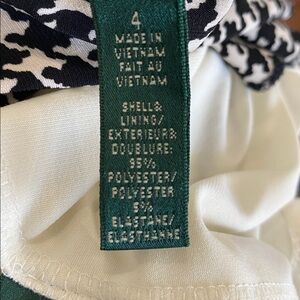 4
MADE IN
VIETNAM
FAIT AU
VIETNAM
SHELL&
LINING/
EXTERIEUR&
DOUBLURE:
95%
POLYESTER/
POLYESTER
5%
ELASTANE/
ELASTHANNE